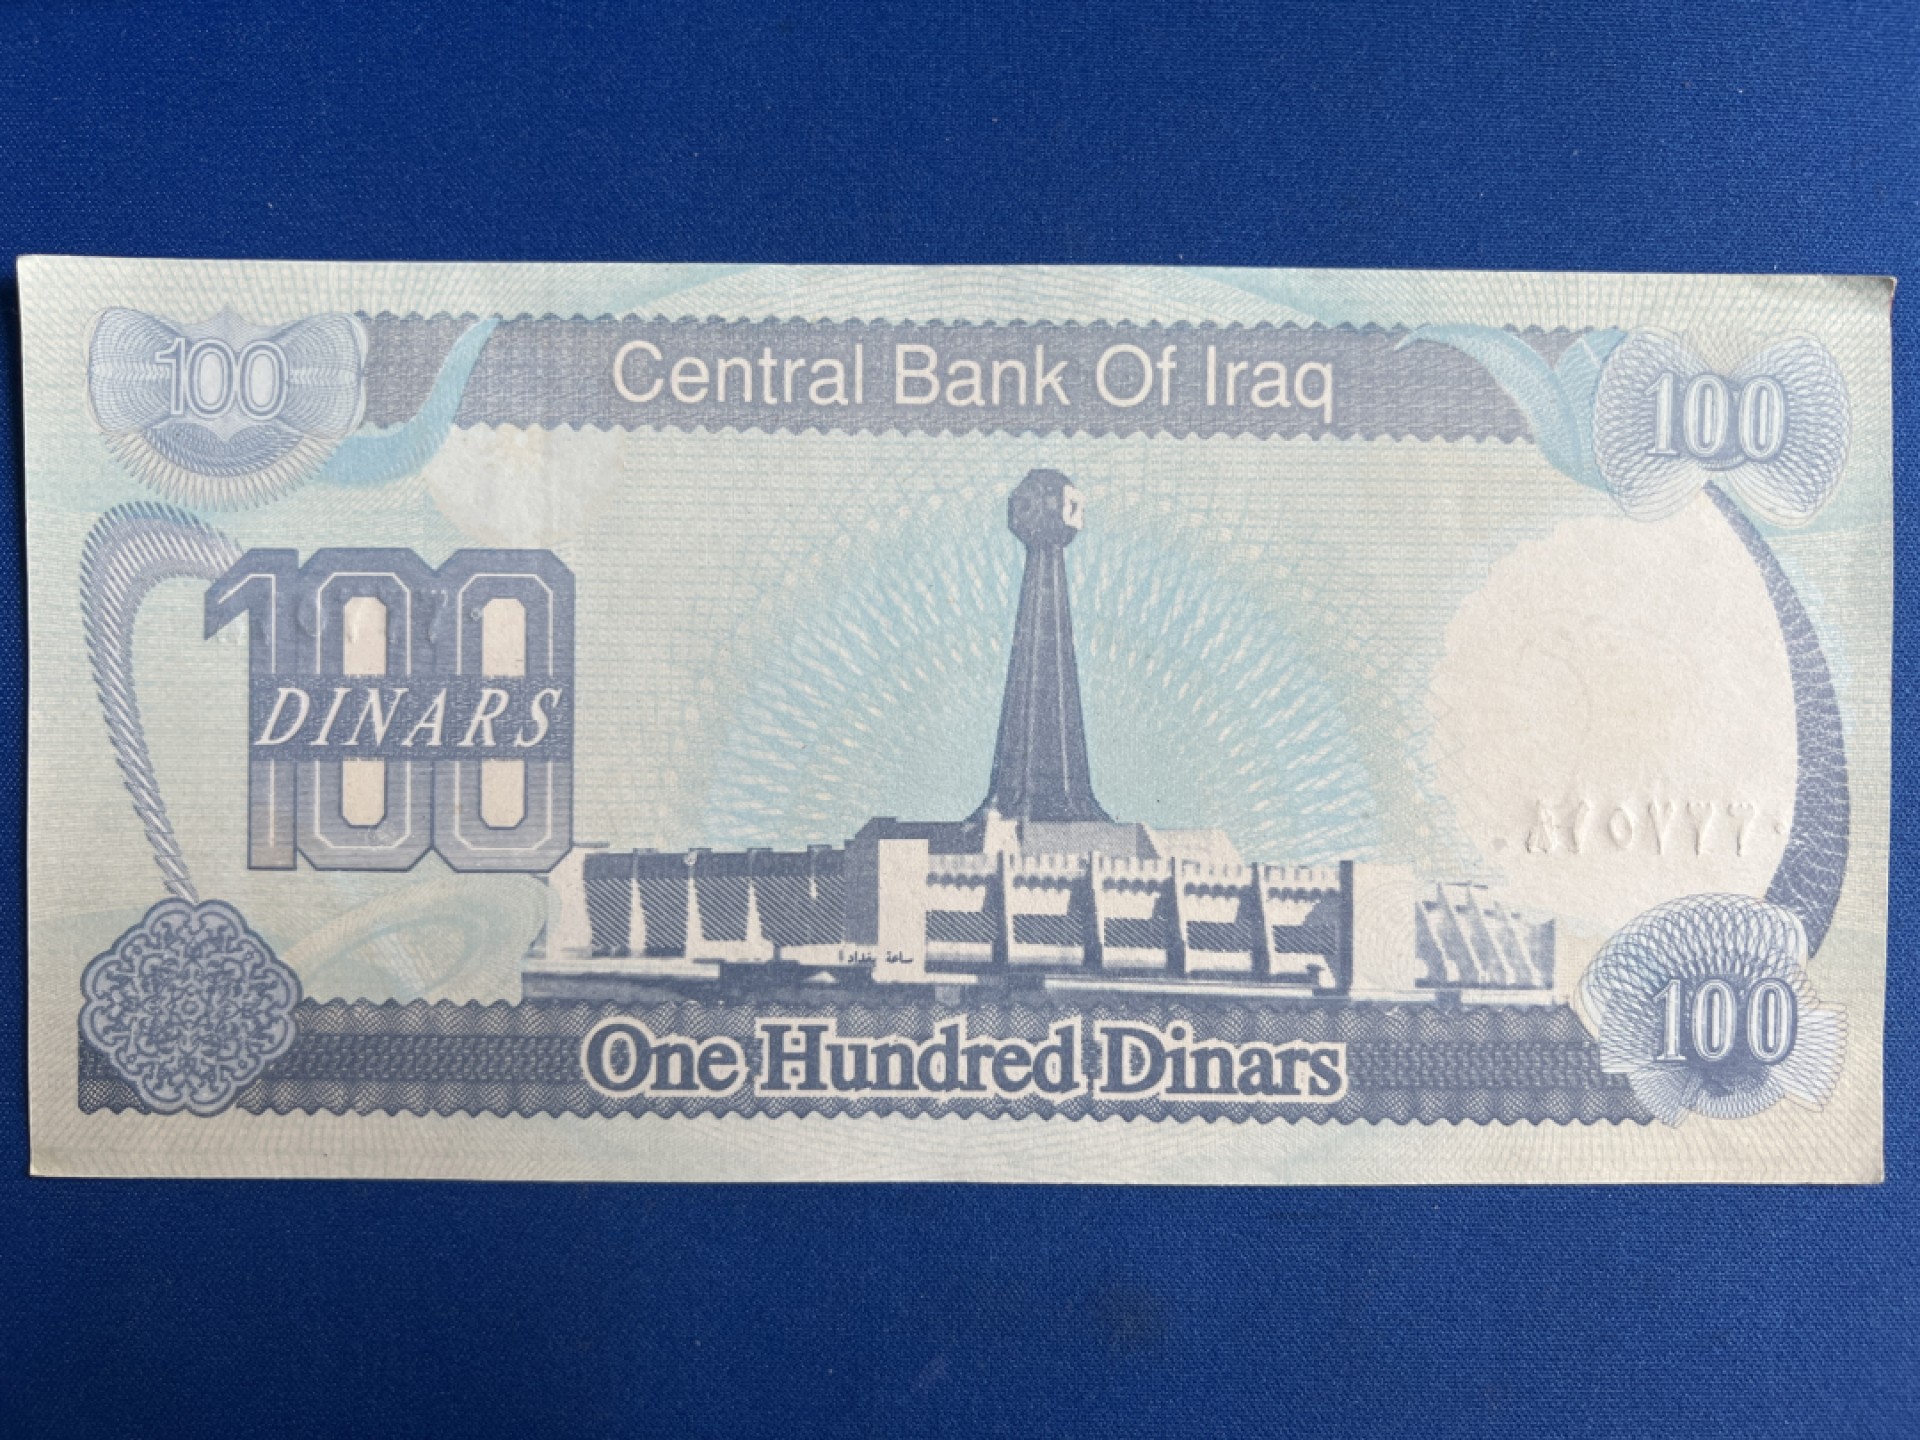 100
Central Bank Of Iraq
100
100
DINARS
ساعة بغداد
One Hundred Dinars
100